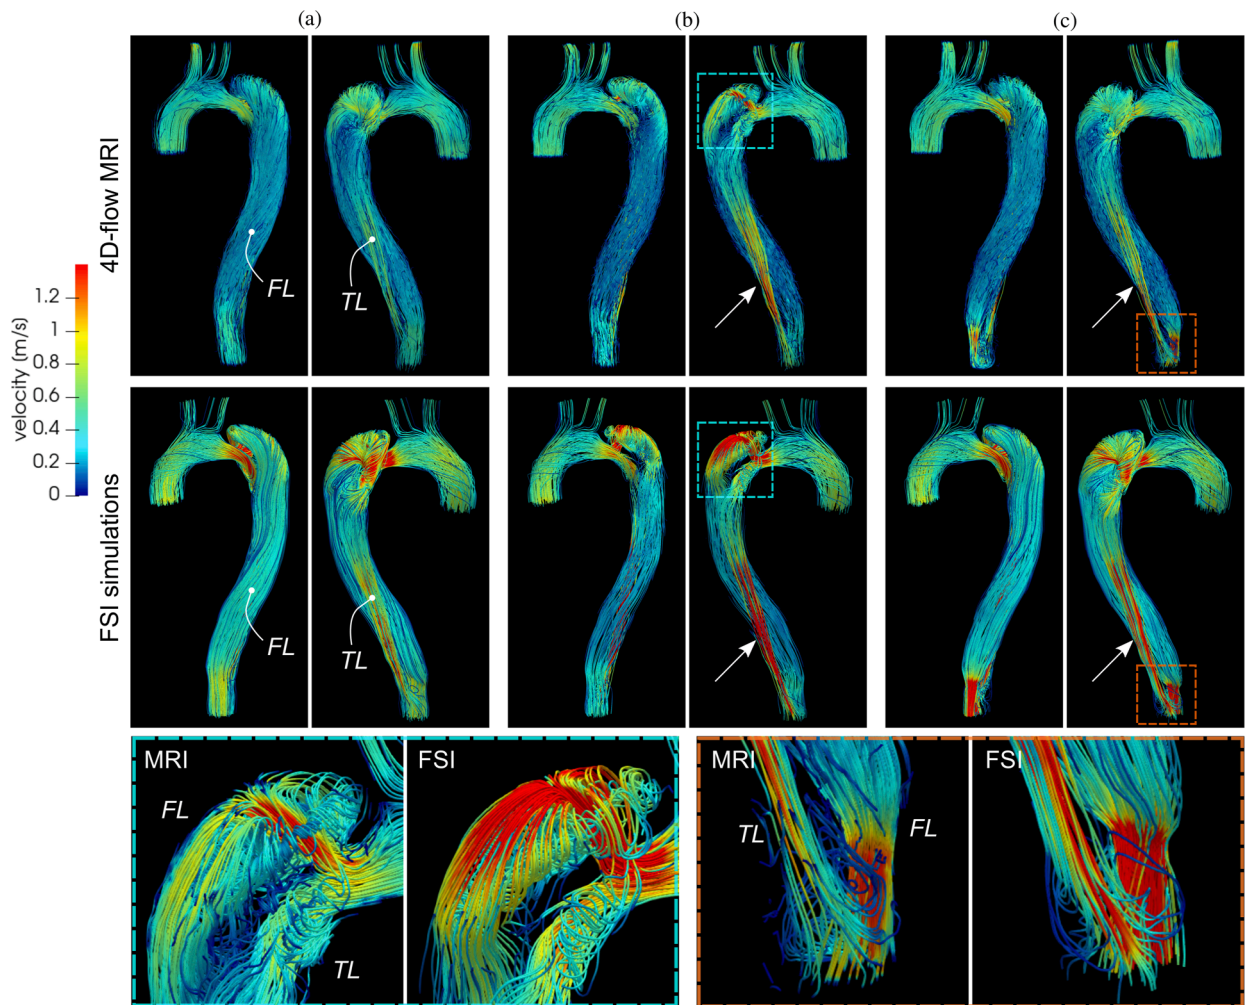 (a)
(b)
(c)
4D-flow MRI
FL
TL
velocity (m/s)
1.2
1
0.8
0.6
0.4
0.2
0
FSI simulations
FL
TL
MRI
FL
TL
FSI
MRI
TL
FL
FSI